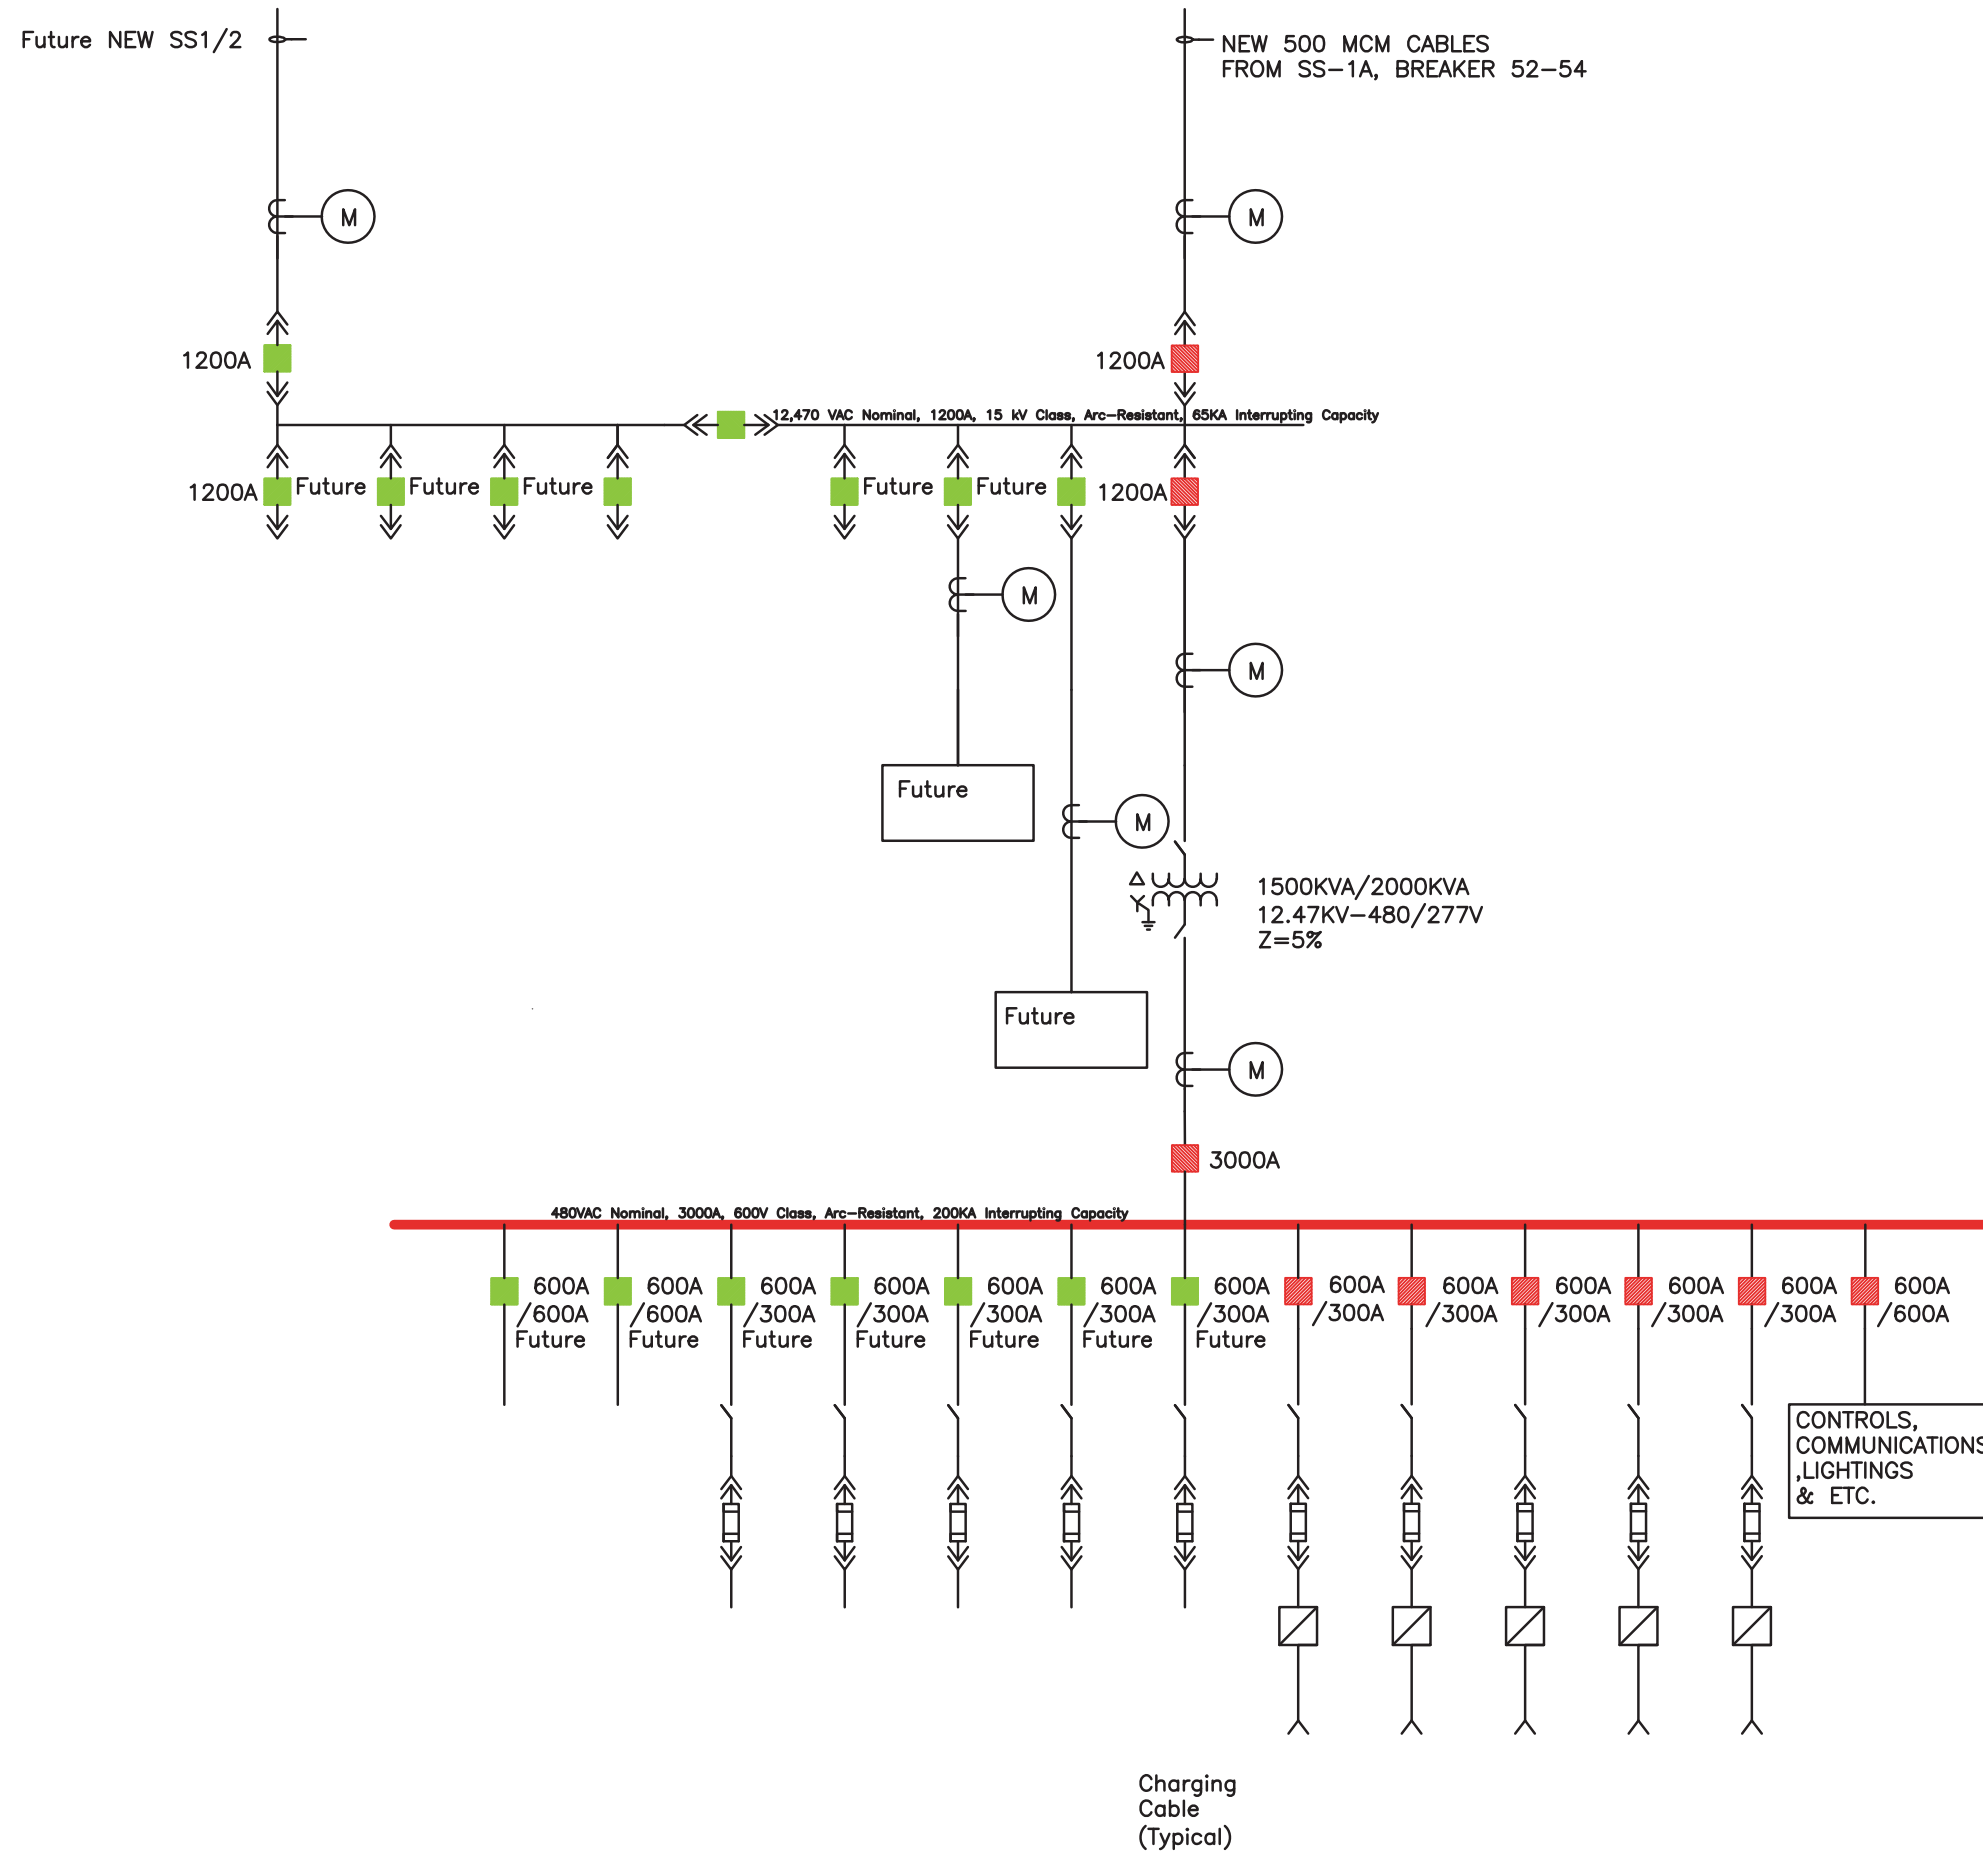 Future NEW SS1/2
NEW 500 MCM CABLES
FROM SS-1A, BREAKER 52-54
M
M
1200A
1200A
12,470 VAC Nominal, 1200A, 15 kV Class, Arc-Resistant, 65KA Interrupting Capacity
1200A
Future
Future
Future
Future
Future
1200A
M
M
Future
M
1500KVA/2000KVA
12.47KV-480/277V
Z=5%
Future
M
3000A
480VAC Nominal, 3000A, 600V Class, Arc-Resistant, 200KA Interrupting Capacity
600A
/600A
Future
600A
/600A
Future
600A
/300A
Future
600A
/300A
Future
600A
/300A
Future
600A
/300A
Future
600A
/300A
Future
600A
/300A
600A
/300A
600A
/300A
600A
/300A
600A
/300A
600A
/600A
CONTROLS,
COMMUNICATIONS
,LIGHTINGS
& ETC.
Charging
Cable
(Typical)